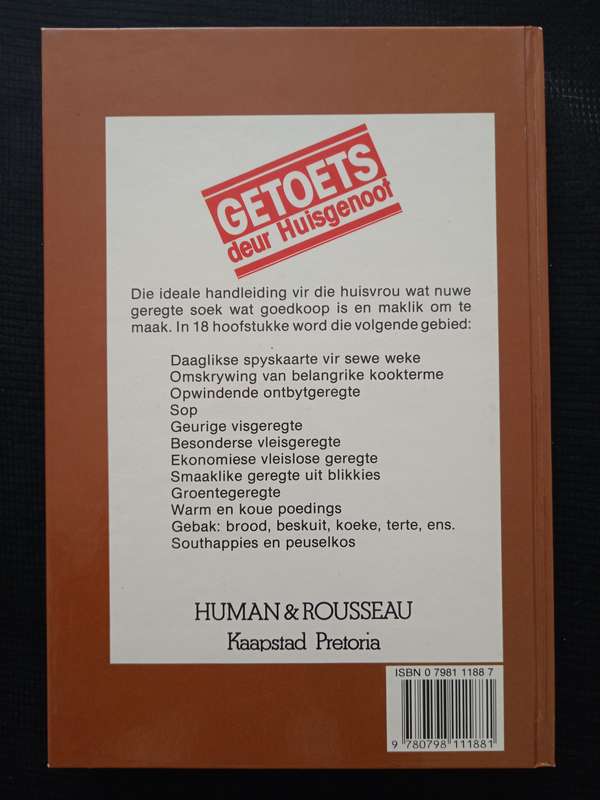 GETOETS
deur Huisgenoot
Die ideale handleiding vir die huisvrou wat nuwe
geregte soek wat goedkoop is en maklik om te
maak. In 18 hoofstukke word die volgende gebied:
Daaglikse spyskaarte vir sewe weke
Omskrywing van belangrike kookterme
Opwindende ontbytgeregte
Sop
Geurige visgeregte
Besonderse vleisgeregte
Ekonomiese vleislose geregte
Smaaklike geregte uit blikkies
Groentegeregte
Warm en koue poedings
Gebak: brood, beskuit, koeke, terte, ens.
Southappies en peuselkos
HUMAN & ROUSSEAU
Kaapstad Pretoria
ISBN 0 7981 1188 7
9 780798 111881